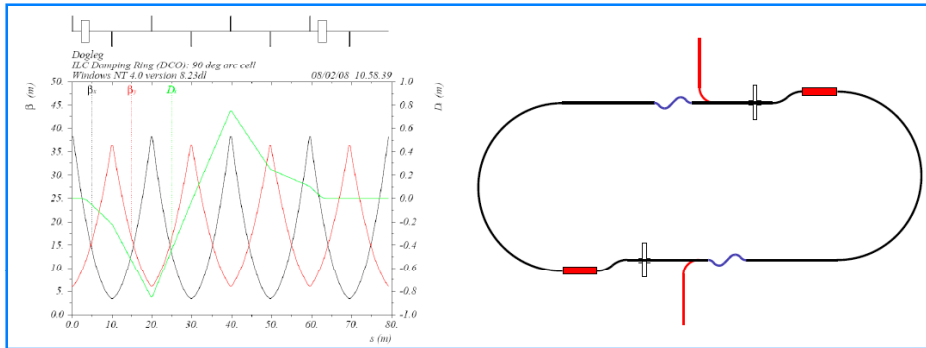 Dogleg
ILC Damping Ring (DCO): 90 deg arc cell
Windows NT 4.0 version 8.23dl 08/02/08 10.58.39
β (m)
D (m)
50.
45.
40.
35.
30.
25.
20.
15.
10.
5.
0.0
βx βy Dx
1.0
0.8
0.6
0.4
0.2
0.0
-0.2
-0.4
-0.6
-0.8
-1.0
0.0 10. 20. 30. 40. 50. 60. 70. 80.
s (m)